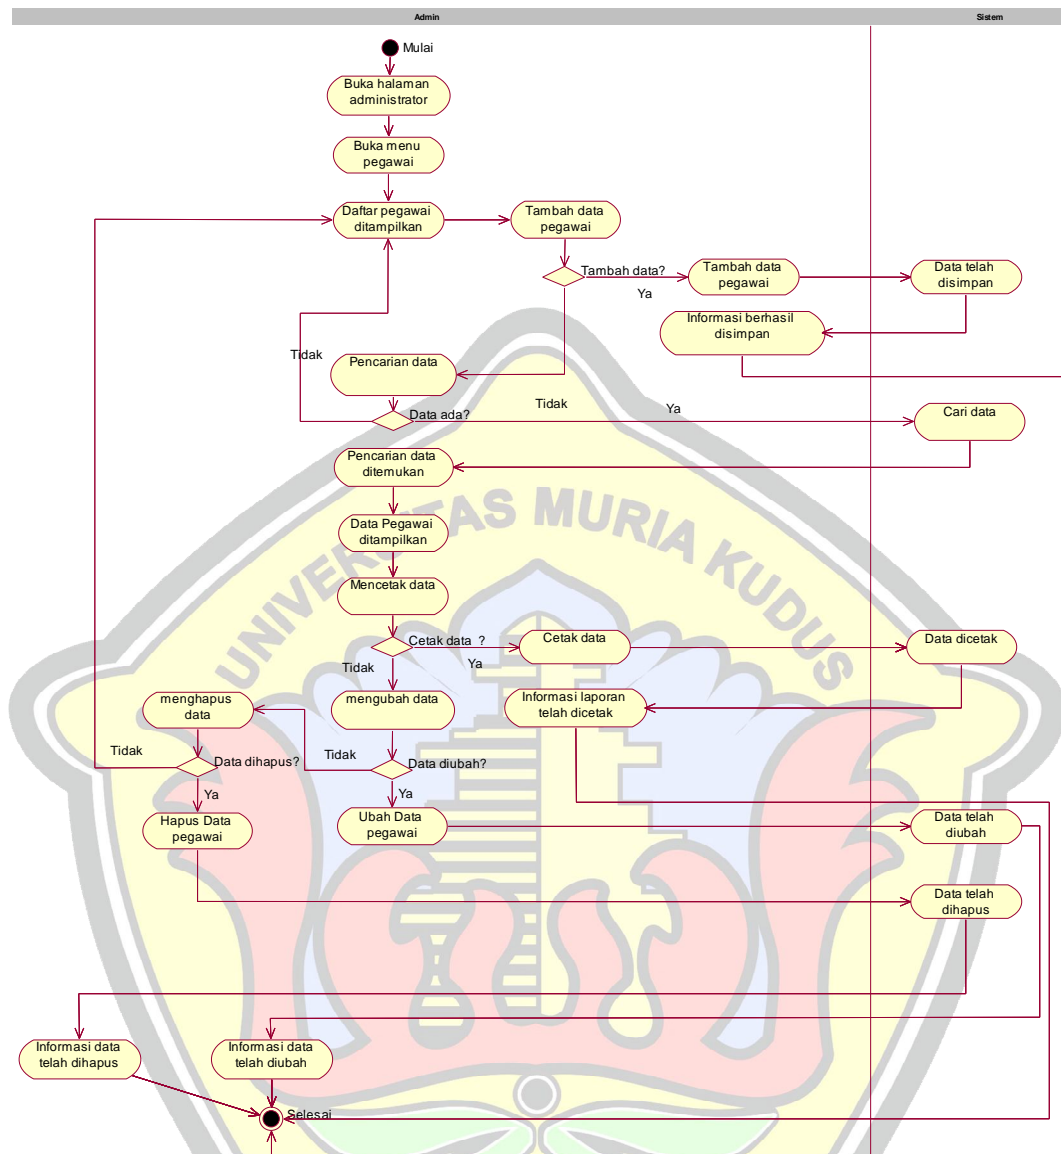 Admin
Sistem
Mulai
Buka halaman
administrator
Buka menu
pegawai
Daftar pegawai
ditampilkan
Tambah data
pegawai
Tambah data?
Ya
Tambah data
pegawai
Data telah
disimpan
Informasi berhasil
disimpan
Tidak
Pencarian data
Data ada?
Tidak
Ya
Cari data
Pencarian data
ditemukan
Data Pegawai
ditampilkan
UNIVERSITAS MURIA KUDUS
Mencetak data
Cetak data ?
Ya
Cetak data
Data dicetak
Tidak
menghapus
data
mengubah data
Informasi laporan
telah dicetak
Tidak
Data dihapus?
Tidak
Data diubah?
Ya
Ya
Hapus Data
pegawai
Ubah Data
pegawai
Data telah
diubah
Data telah
dihapus
Informasi data
telah dihapus
Informasi data
telah diubah
Selesai